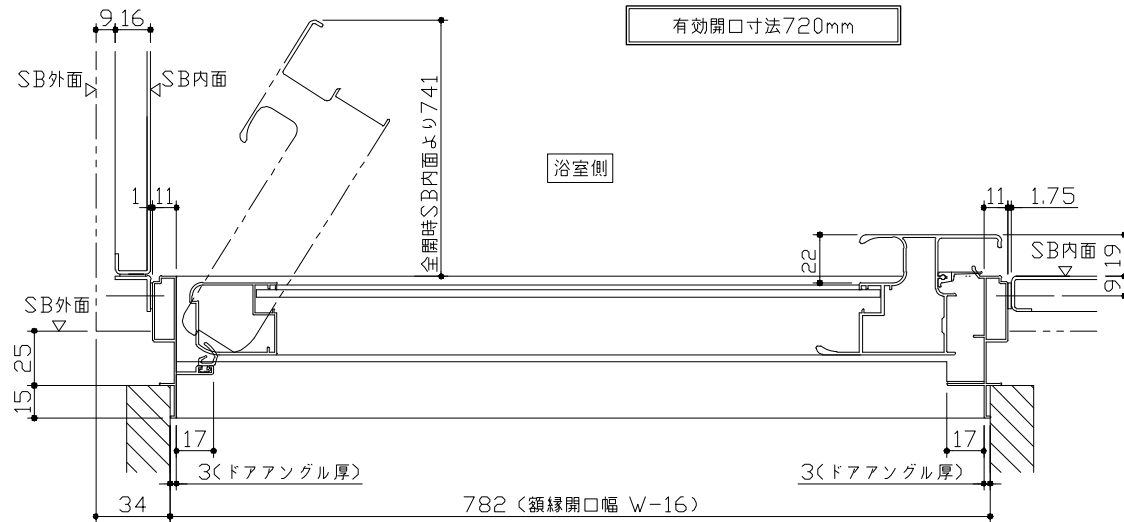 有効開口寸法720mm
9 16
SB外面
SB内面
全開時SB内面より741
浴室側
1 11
11 1.75
22
SB内面
19
9
SB外面
25
15
17
17
3(ドアアングル厚)
3(ドアアングル厚)
34
782 (額縁開口幅 W-16)